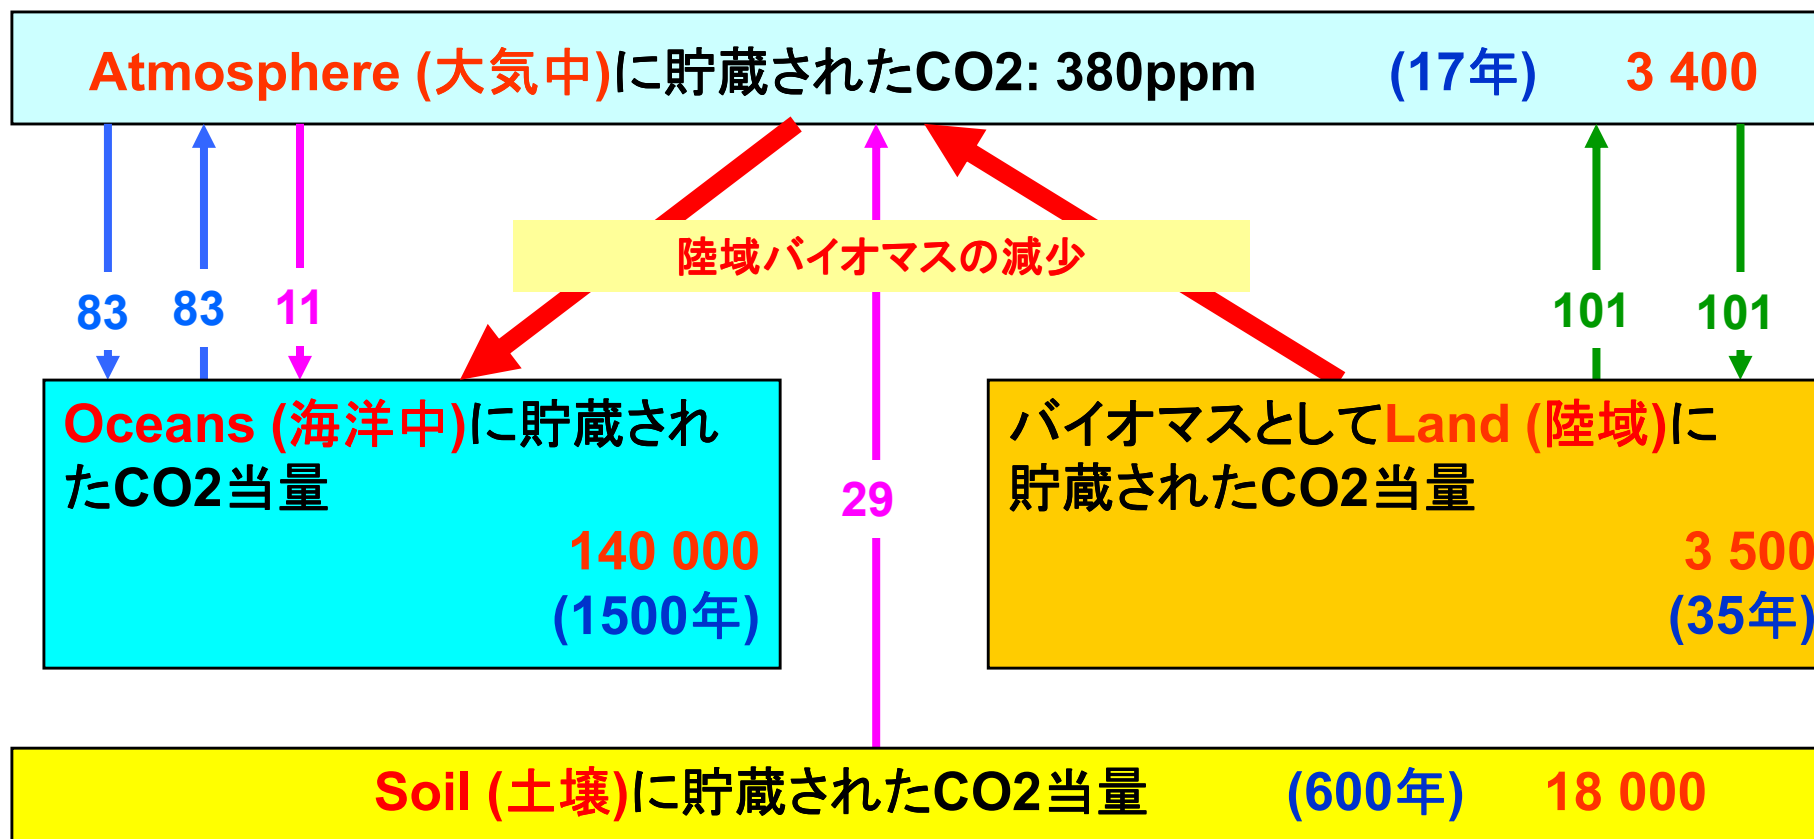 Atmosphere (大気中)に貯蔵されたCO2: 380ppm (17年) 3 400
陸域バイオマスの減少
83 83 11 101 101
Oceans (海洋中)に貯蔵され
たCO2当量
140 000
(1500年)
29
バイオマスとしてLand (陸域)に
貯蔵されたCO2当量
3 500
(35年)
Soil (土壌)に貯蔵されたCO2当量 (600年) 18 000